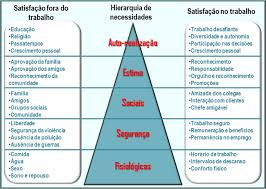 Satisfação fora do
trabalho
Hierarquia de
necessidades
Satisfação no trabalho
•Educação
•Religião
•Passatempos
•Crescimento pessoal
Auto-realização
•Trabalho desafiante
•Diversidade e autonomia
•Participação nas decisões
•Crescimento pessoal
•Aprovação da família
•Aprovação dos amigos
•Reconhecimento da
comunidade
Estima
•Reconhecimento
•Responsabilidade
•Orgulho e reconhecimento
•Promoções
•Família
•Amigos
•Grupos sociais
•Comunidade
Sociais
•Amizade dos colegas
•Interação com clientes
•Chefe amigável
•Liberdade
•Segurança da violência
•Ausência de poluição
•Ausência de guerras
Segurança
•Trabalho seguro
•Remuneração e benefícios
•Permanência no emprego
•Comida
•Água
•Sexo
•Sono e repouso
Fisiológicas
•Horário de trabalho
•Intervalos de descanso
•Conforto físico